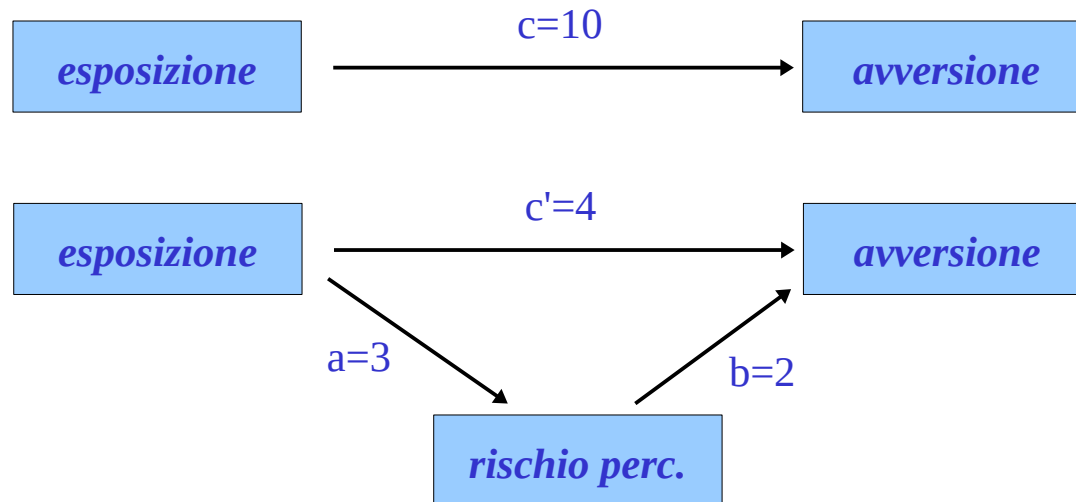 c=10
esposizione
avversione
c'=4
esposizione
avversione
a=3
b=2
rischio perc.